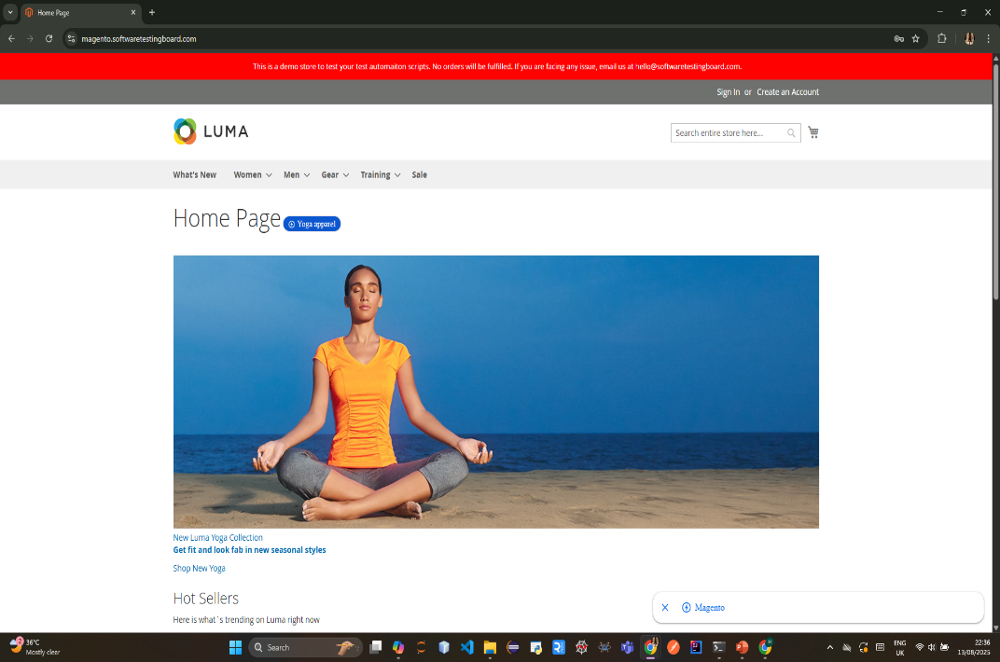 Home Page
magento.softwaretestingboard.com
This is a demo store to test your test automaiton scripts. No orders will be fulfilled. If you are facing any issue, email us at hello@softwaretestingboard.com.
Sign In or Create an Account
LUMA
Search entire store here...
What's New Women Men Gear Training Sale
Home Page Yoga apparel
New Luma Yoga Collection
Get fit and look fab in new seasonal styles
Shop New Yoga
Hot Sellers
Here is what`s trending on Luma right now
Magento
36°C
Mostly clear
Search
ENG
UK
22:36
13/08/2025